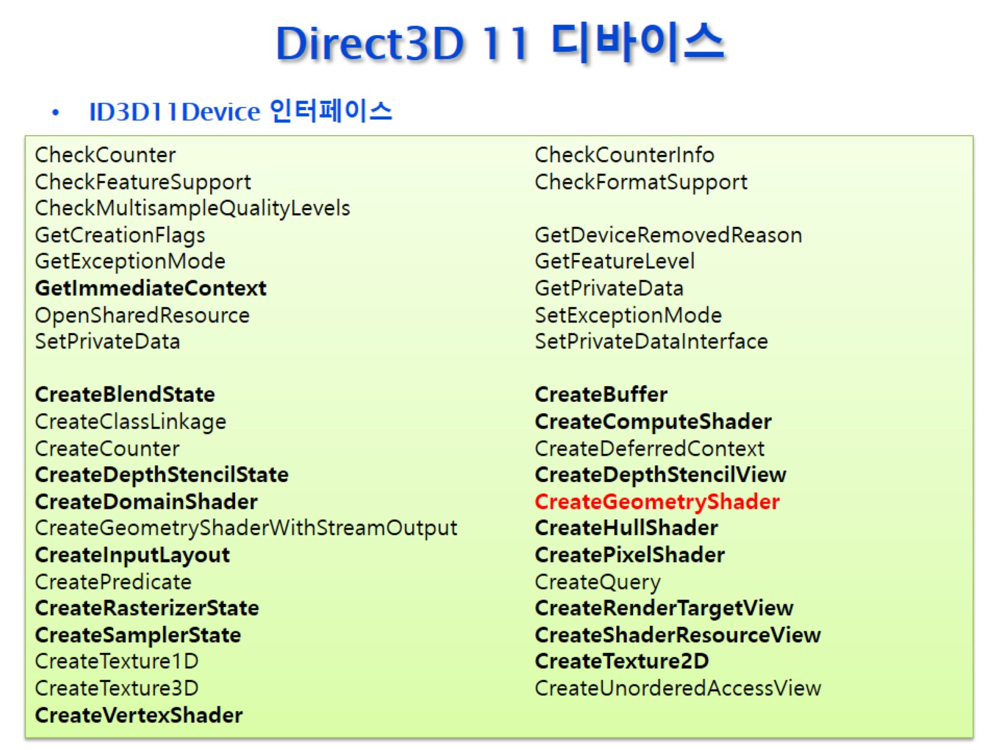 Direct3D 11 디바이스
• ID3D11Device 인터페이스
CheckCounter CheckCounterInfo
CheckFeatureSupport CheckFormatSupport
CheckMultisampleQualityLevels
GetCreationFlags GetDeviceRemovedReason
GetExceptionMode GetFeatureLevel
GetImmediateContext GetPrivateData
OpenSharedResource SetExceptionMode
SetPrivateData SetPrivateDataInterface
CreateBlendState CreateBuffer
CreateClassLinkage CreateComputeShader
CreateCounter CreateDeferredContext
CreateDepthStencilState CreateDepthStencilView
CreateDomainShader CreateGeometryShader
CreateGeometryShaderWithStreamOutput CreateHullShader
CreateInputLayout CreatePixelShader
CreatePredicate CreateQuery
CreateRasterizerState CreateRenderTargetView
CreateSamplerState CreateShaderResourceView
CreateTexture1D CreateTexture2D
CreateTexture3D CreateUnorderedAccessView
CreateVertexShader